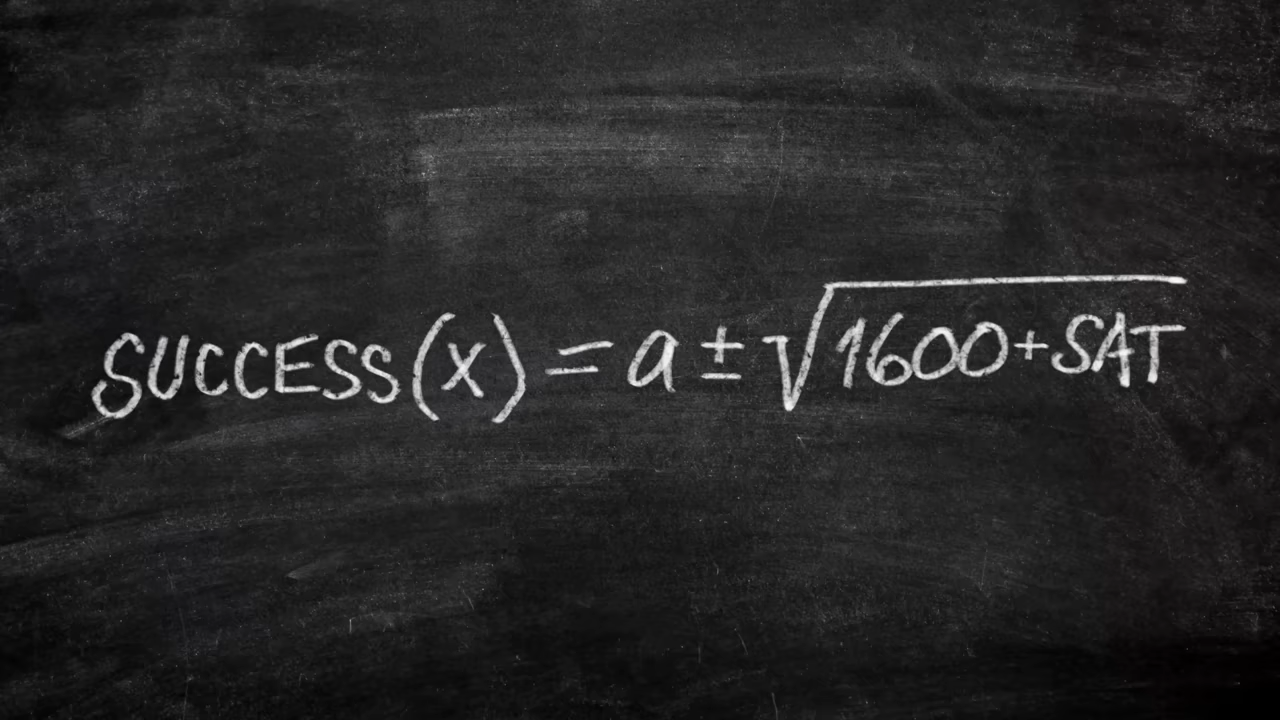 SUCCESS(X) = a ± √1600+SAT